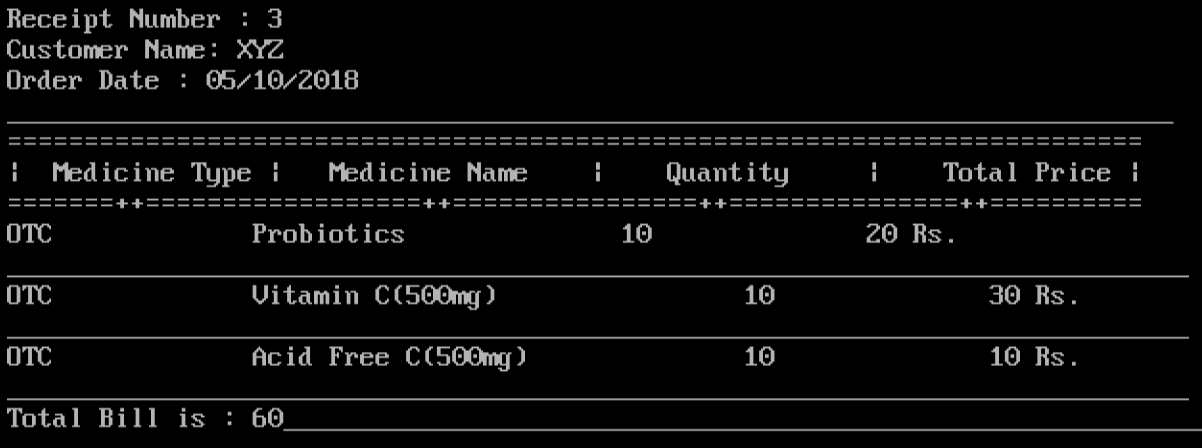 Receipt Number : 3
Customer Name: XYZ
Order Date : 05/10/2018
==========================================================================
¦  Medicine Type ¦   Medicine Name    ¦    Quantity     ¦    Total Price ¦
=======++==================++================++===============++==========
OTC             Probiotics              10              20 Rs.
OTC             Vitamin C(500mg)                10              30 Rs.
OTC             Acid Free C(500mg)              10              10 Rs.
Total Bill is : 60